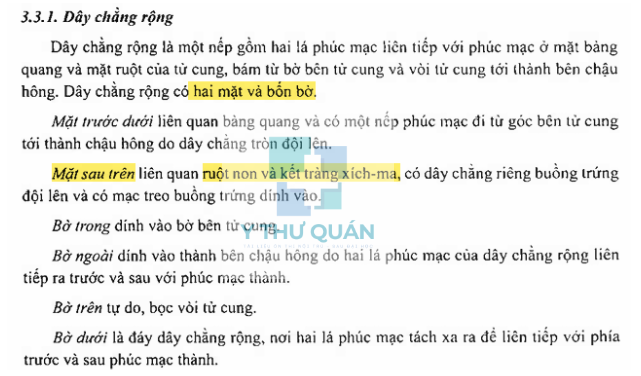 3.3.1. Dây chằng rộng
Dây chằng rộng là một nếp gồm hai lá phúc mạc liên tiếp với phúc mạc ở mặt bàng
quang và mặt ruột của tử cung, bám từ bờ bên tử cung và vòi tử cung tới thành bên chậu
hông. Dây chằng rộng có hai mặt và bốn bờ.
Mặt trước dưới liên quan bàng quang và có một nếp phúc mạc đi từ góc bên tử cung
tới thành chậu hông do dây chằng tròn đội lên.
Mặt sau trên liên quan ruột non và kết tràng xích-ma, có dây chằng riêng buồng trứng
đội lên và có mạc treo buồng trứng dính vào.
Bờ trong dính vào bờ bên tử cung.
Y THƯ QUÁN
Bờ ngoài dính vào thành bên chậu hông do hai lá phúc mạc của dây chằng rộng liên
tiếp ra trước và sau với phúc mạc thành.
Bờ trên tự do, bọc vòi tử cung.
Bờ dưới là đáy dây chằng rộng, nơi hai lá phúc mạc tách xa ra để liên tiếp với phía
trước và sau phúc mạc thành.